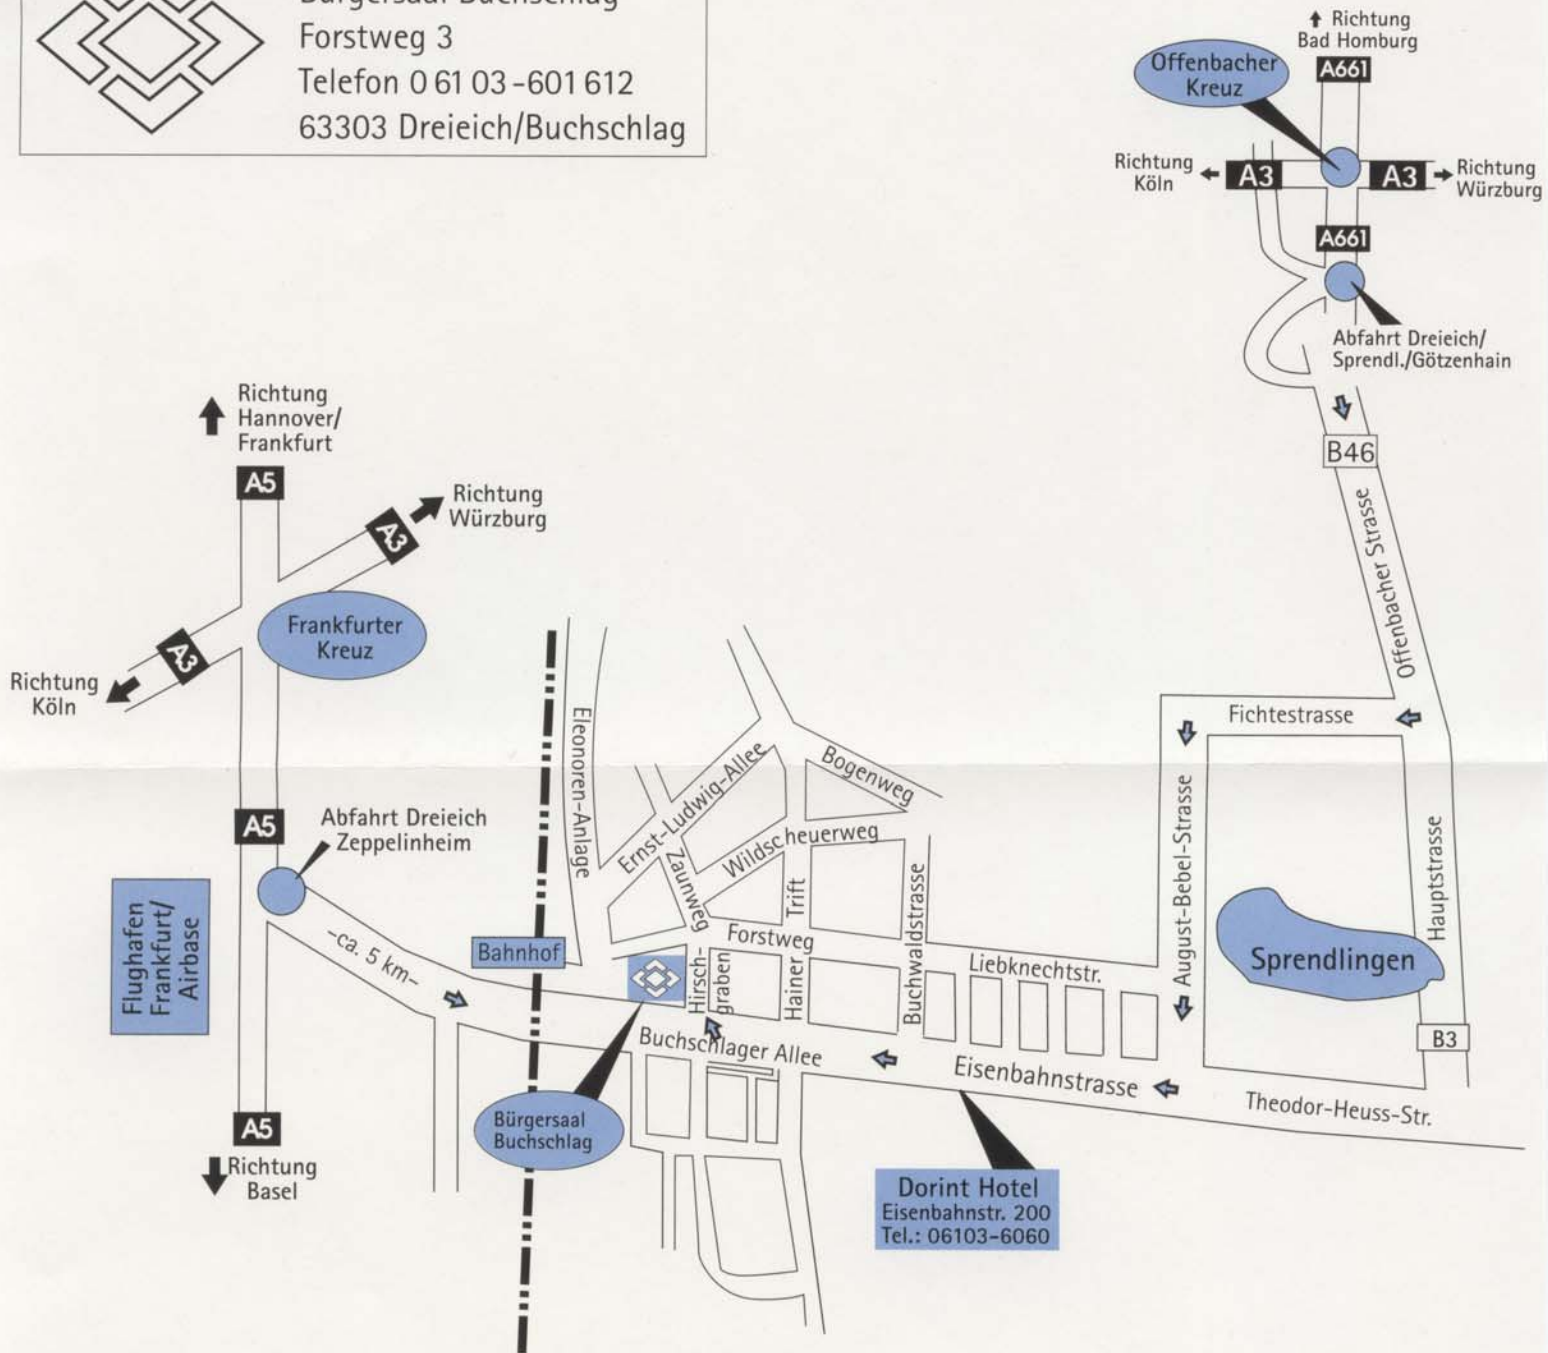 Bürgersaal Buchschlag
Forstweg 3
Telefon 0 61 03-601 612
63303 Dreieich/Buchschlag
Richtung
Bad Homburg
A661
Offenbacher
Kreuz
Richtung
Köln
A3
A3
Richtung
Würzburg
A661
Abfahrt Dreieich/
Sprendl./Götzenhain
B46
Offenbacher Strasse
Richtung
Hannover/
Frankfurt
A5
A3
Richtung
Würzburg
Frankfurter
Kreuz
A3
Richtung
Köln
A5
Abfahrt Dreieich
Zeppelinheim
Flughafen
Frankfurt/
Airbase
-ca. 5 km-
Bahnhof
A5
Richtung
Basel
Eleonoren-Anlage
Ernst-Ludwig-Allee
Bogenweg
Wildscheuerweg
Zaunweg
Trift
Hainer
Forstweg
Hirsch-
graben
Buchwaldstrasse
Liebknechtstr.
Buchschlager Allee
Eisenbahnstrasse
Theodor-Heuss-Str.
Bürgersaal
Buchschlag
Dorint Hotel
Eisenbahnstr. 200
Tel.: 06103-6060
Fichtestrasse
August-Bebel-Strasse
Hauptstrasse
Sprendlingen
B3